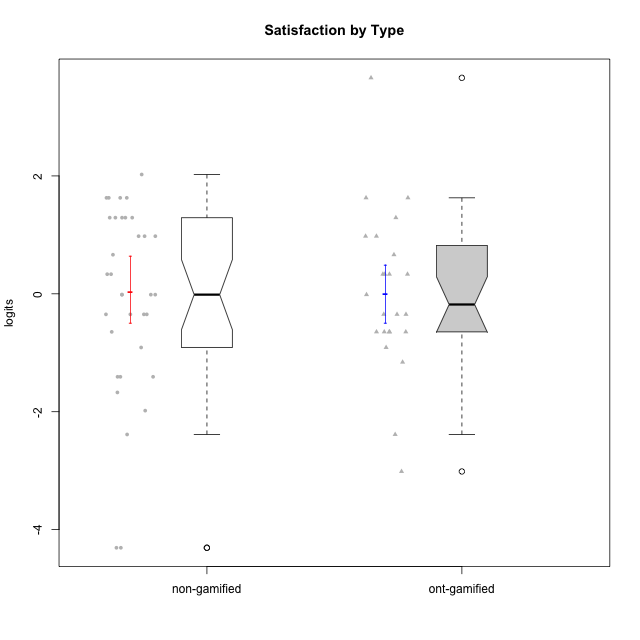 Satisfaction by Type
logits
2
0
-2
-4
non-gamified
ont-gamified